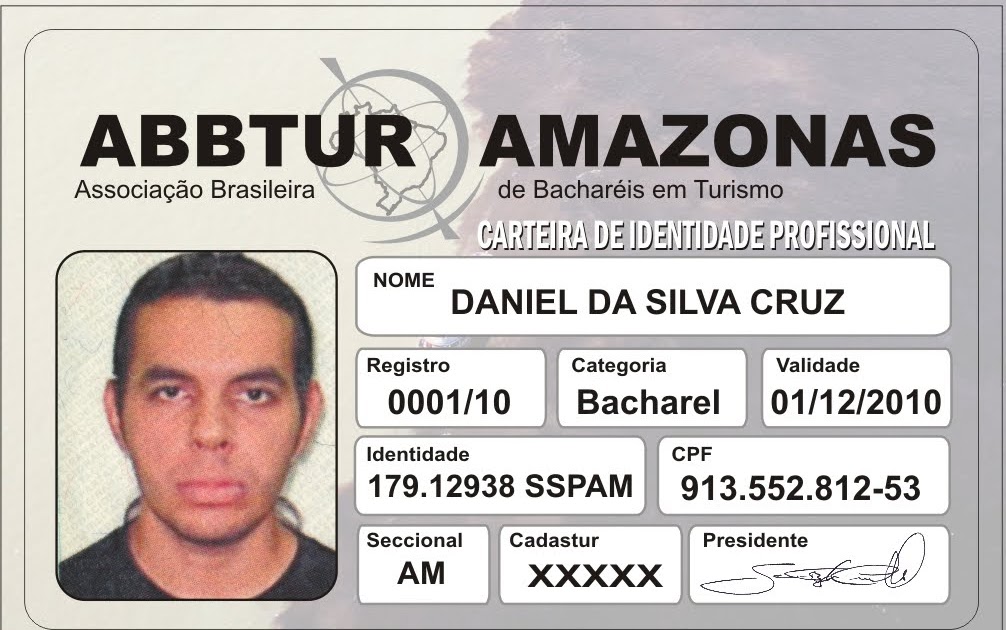 ABBTUR AMAZONAS
Associação Brasileira de Bacharéis em Turismo
CARTEIRA DE IDENTIDADE PROFISSIONAL
NOME
DANIEL DA SILVA CRUZ
Registro Categoria Validade
0001/10 Bacharel 01/12/2010
Identidade CPF
179.12938 SSPAM 913.552.812-53
Seccional Cadastur Presidente
AM XXXXX